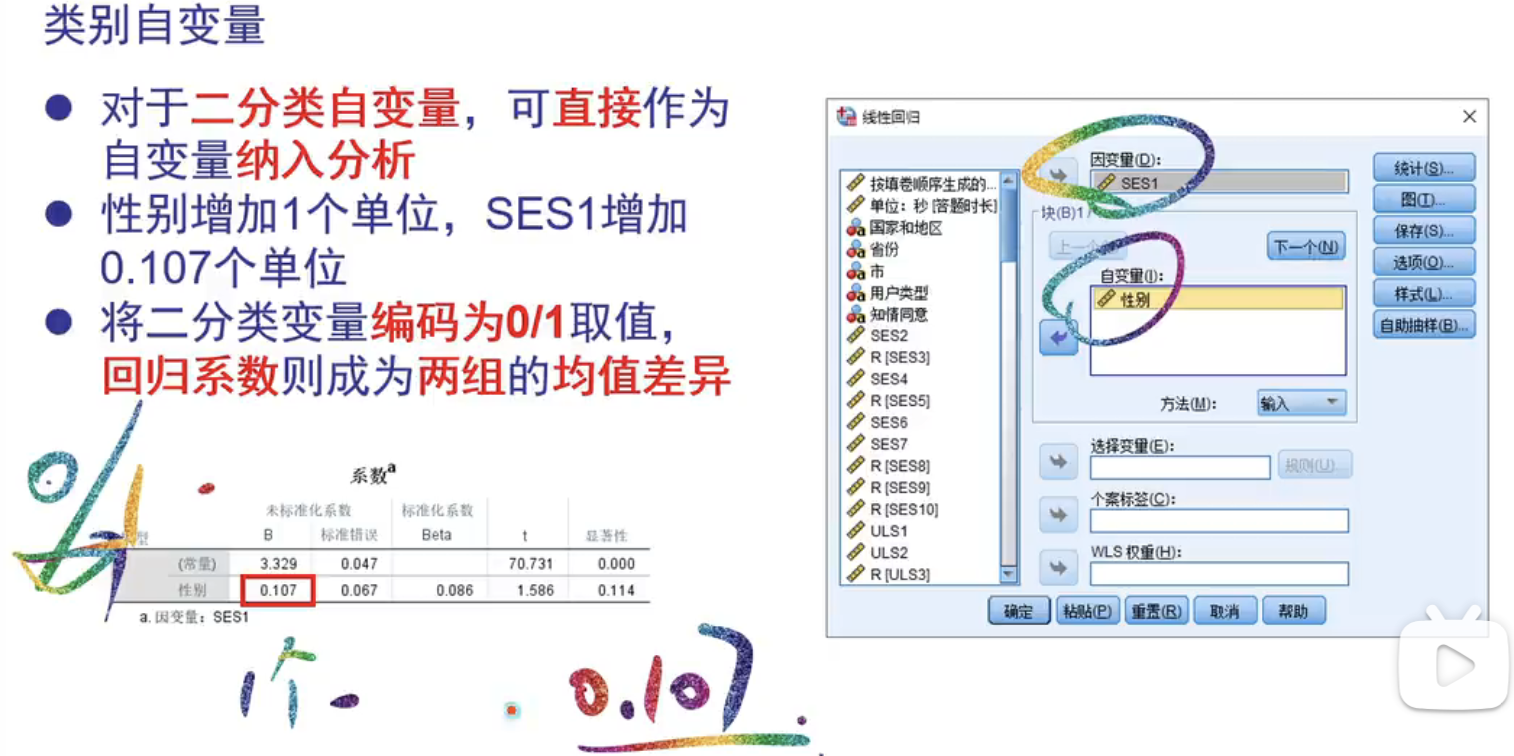 类别自变量
● 对于二分类自变量，可直接作为
自变量纳入分析
● 性别增加1个单位，SES1增加
0.107个单位
● 将二分类变量编码为0/1取值，
回归系数则成为两组的均值差异
0/1
系数a
未标准化系数 标准化系数
型 B 标准错误 Beta t 显著性
(常量) 3.329 0.047 70.731 0.000
性别 0.107 0.067 0.086 1.586 0.114
a. 因变量：SES1
1个
0.107
线性回归
按填卷顺序生成的...
单位：秒 [答题时长]
国家和地区
省份
市
用户类型
知情同意
SES2
R [SES3]
SES4
R [SES5]
SES6
SES7
R [SES8]
R [SES9]
R [SES10]
ULS1
ULS2
R [ULS3]
因变量(D)：
SES1
块(B)1/
上一个
下一个(N)
自变量(I)：
性别
方法(M)： 输入
选择变量(E)：
规则(U)...
个案标签(C)：
WLS 权重(H)：
统计(S)...
图(T)...
保存(S)...
选项(O)...
样式(L)...
自助抽样(B)...
确定 粘贴(P) 重置(R) 取消 帮助